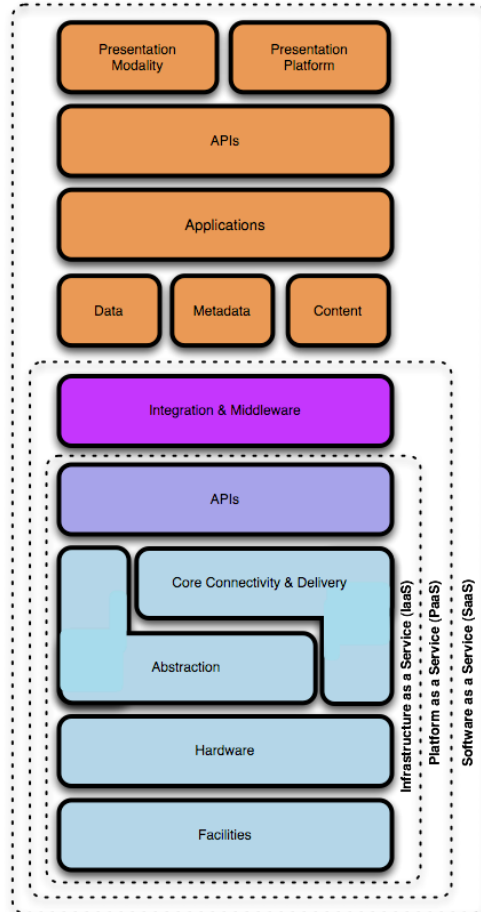 Presentation
Modality
Presentation
Platform
APIs
Applications
Data
Metadata
Content
Integration & Middleware
APIs
Core Connectivity & Delivery
Abstraction
Hardware
Facilities
Infrastructure as a Service (IaaS)
Platform as a Service (PaaS)
Software as a Service (SaaS)